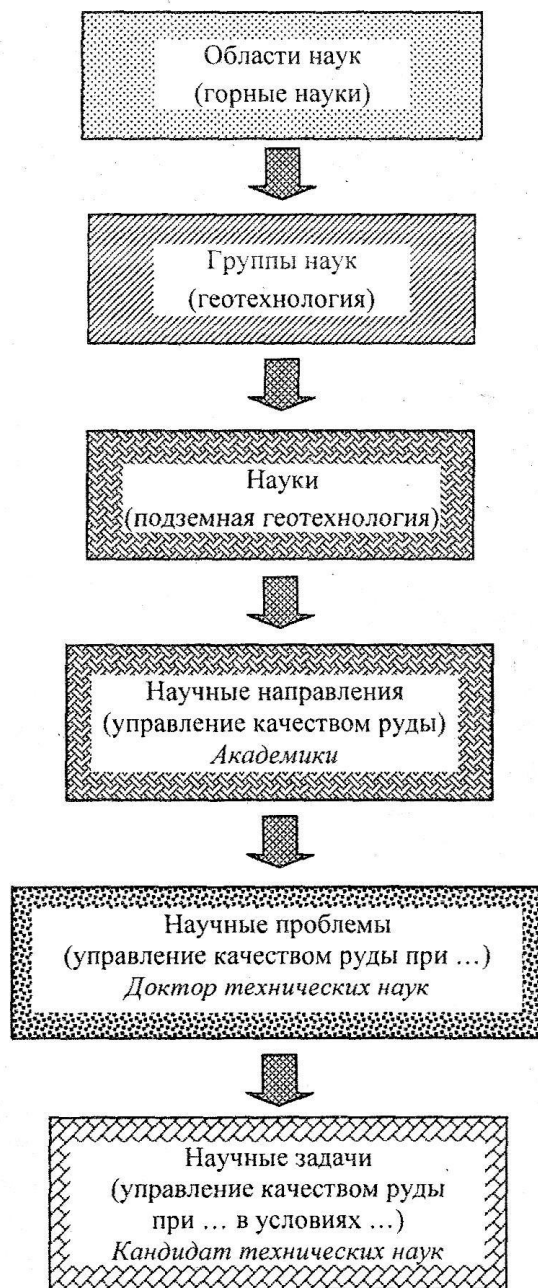 Области наук
(горные науки)
Группы наук
(геотехнология)
Науки
(подземная геотехнология)
Научные направления
(управление качеством руды)
Академики
Научные проблемы
(управление качеством руды при ...)
Доктор технических наук
Научные задачи
(управление качеством руды
при ... в условиях ...)
Кандидат технических наук